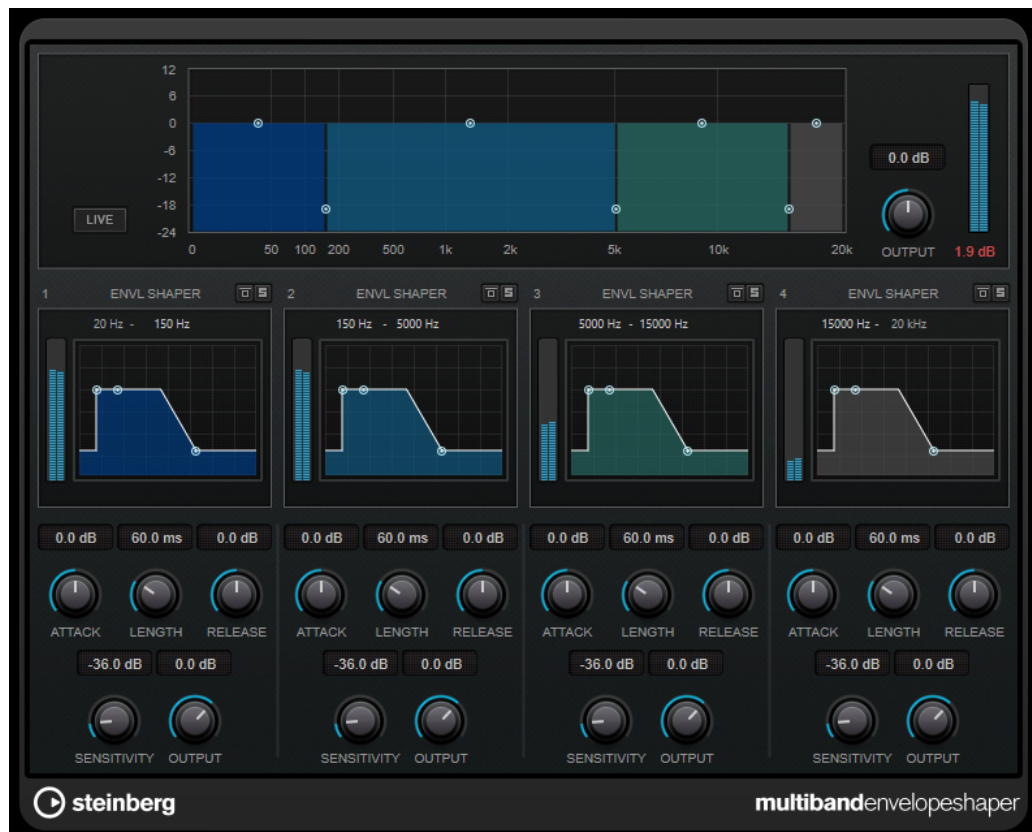 12
6
0
-6
-12
-18
-24
LIVE
0 50 100 200 500 1k 2k 5k 10k 20k
0.0 dB
OUTPUT 1.9 dB
1 ENVL SHAPER S 2 ENVL SHAPER S 3 ENVL SHAPER S 4 ENVL SHAPER S
20 Hz - 150 Hz 150 Hz - 5000 Hz 5000 Hz - 15000 Hz 15000 Hz - 20 kHz
0.0 dB 60.0 ms 0.0 dB 0.0 dB 60.0 ms 0.0 dB 0.0 dB 60.0 ms 0.0 dB 0.0 dB 60.0 ms 0.0 dB
ATTACK LENGTH RELEASE ATTACK LENGTH RELEASE ATTACK LENGTH RELEASE ATTACK LENGTH RELEASE
-36.0 dB 0.0 dB -36.0 dB 0.0 dB -36.0 dB 0.0 dB -36.0 dB 0.0 dB
SENSITIVITY OUTPUT SENSITIVITY OUTPUT SENSITIVITY OUTPUT SENSITIVITY OUTPUT
steinberg multibandenvelopeshaper